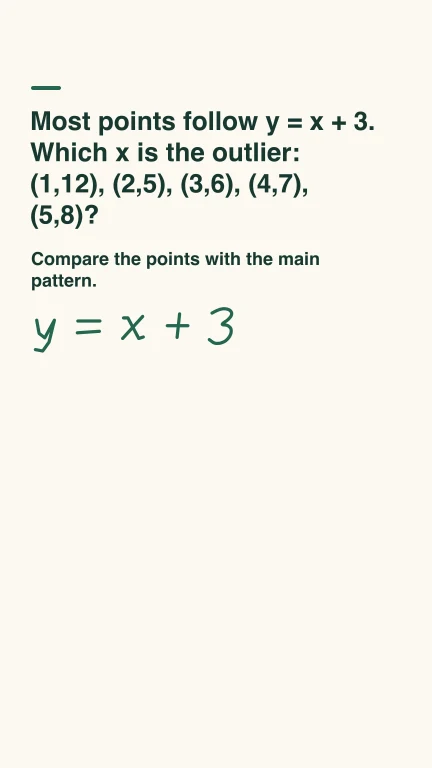 Most points follow y = x + 3.
Which x is the outlier:
(1,12), (2,5), (3,6), (4,7),
(5,8)?
Compare the points with the main
pattern.
y = x + 3